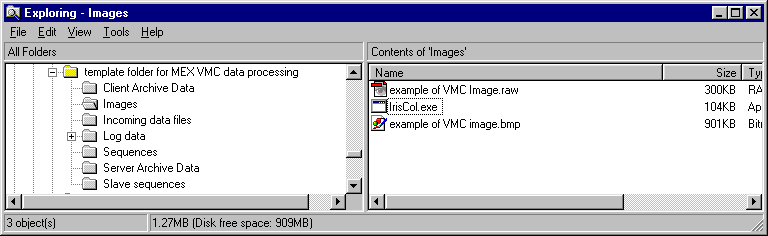 Exploring - Images
File Edit View Tools Help
All Folders
Contents of 'Images'
template folder for MEX VMC data processing
Client Archive Data
Images
Incoming data files
Log data
Sequences
Server Archive Data
Slave sequences
Name Size Ty
example of VMC Image.raw 300KB RA
IrisCol.exe 104KB Ap
example of VMC image.bmp 901KB Bit
3 object(s) 1.27MB (Disk free space: 909MB)